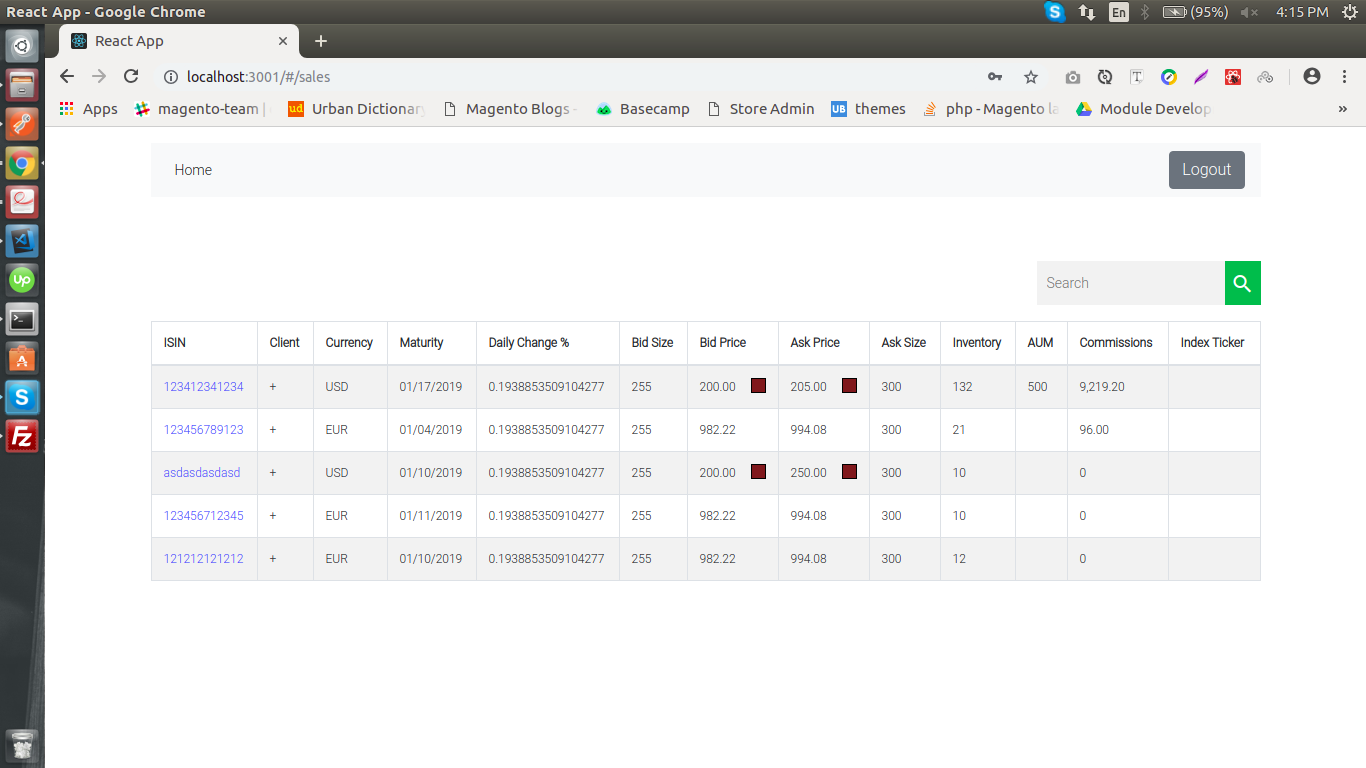 React App - Google Chrome En (95%) 4:15 PM
React App
localhost:3001/#/sales
Apps magento-team Urban Dictionar Magento Blogs - Basecamp Store Admin UB themes php - Magento la Module Develop »
Home Logout
Search
ISIN Client Currency Maturity Daily Change % Bid Size Bid Price Ask Price Ask Size Inventory AUM Commissions Index Ticker
123412341234 + USD 01/17/2019 0.1938853509104277 255 200.00 205.00 300 132 500 9,219.20
123456789123 + EUR 01/04/2019 0.1938853509104277 255 982.22 994.08 300 21 96.00
asdasdasdasd + USD 01/10/2019 0.1938853509104277 255 200.00 250.00 300 10 0
123456712345 + EUR 01/11/2019 0.1938853509104277 255 982.22 994.08 300 10 0
121212121212 + EUR 01/10/2019 0.1938853509104277 255 982.22 994.08 300 12 0